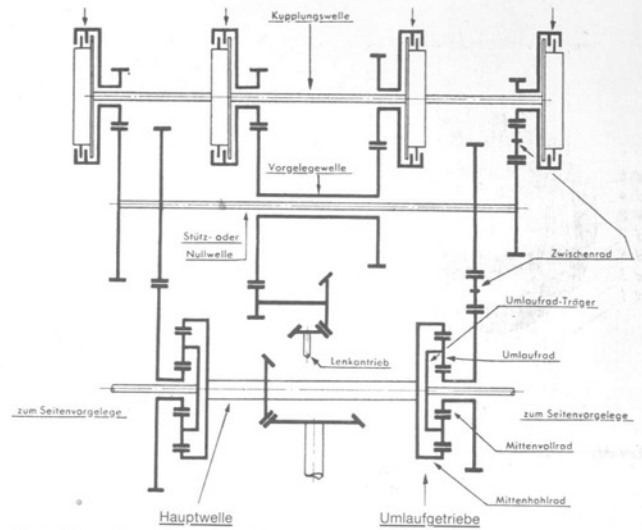 Kupplungswelle
Vorgelegewelle
Stütz- oder
Nullwelle
Zwischenrad
Umlaufrad-Träger
Umlaufrad
Lenkantrieb
zum Seitenvorgelege
zum Seitenvorgelege
Mittenvollrad
Mittenhohlrad
Hauptwelle
Umlaufgetriebe